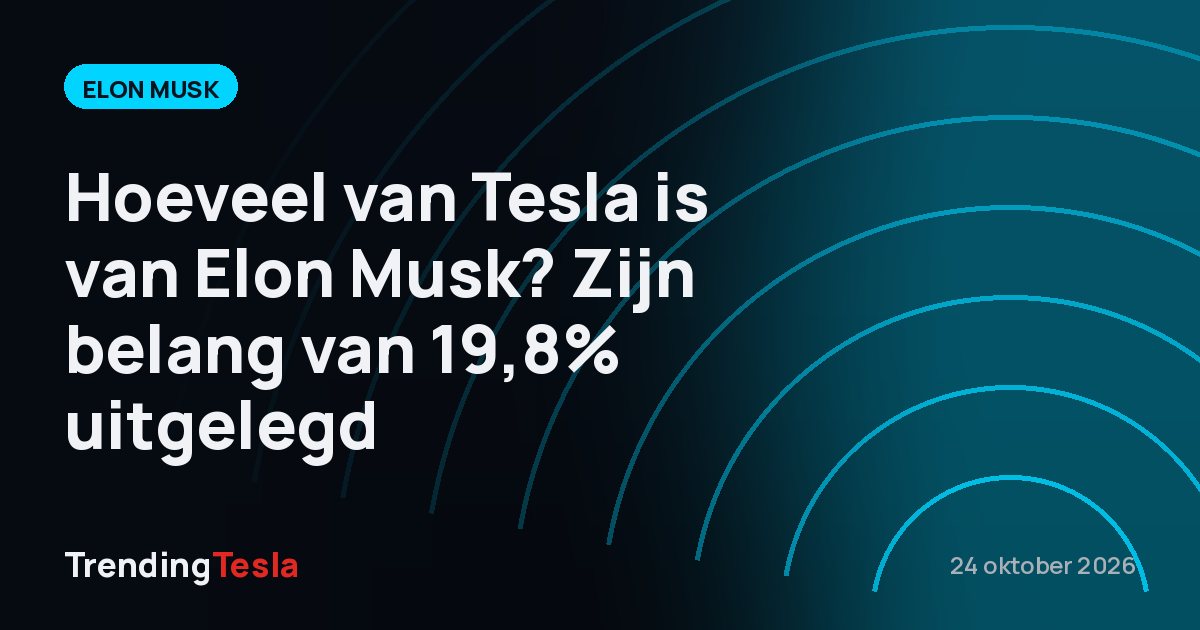 ELON MUSK
Hoeveel van Tesla is
van Elon Musk? Zijn
belang van 19,8%
uitgelegd
TrendingTesla
24 oktober 2026